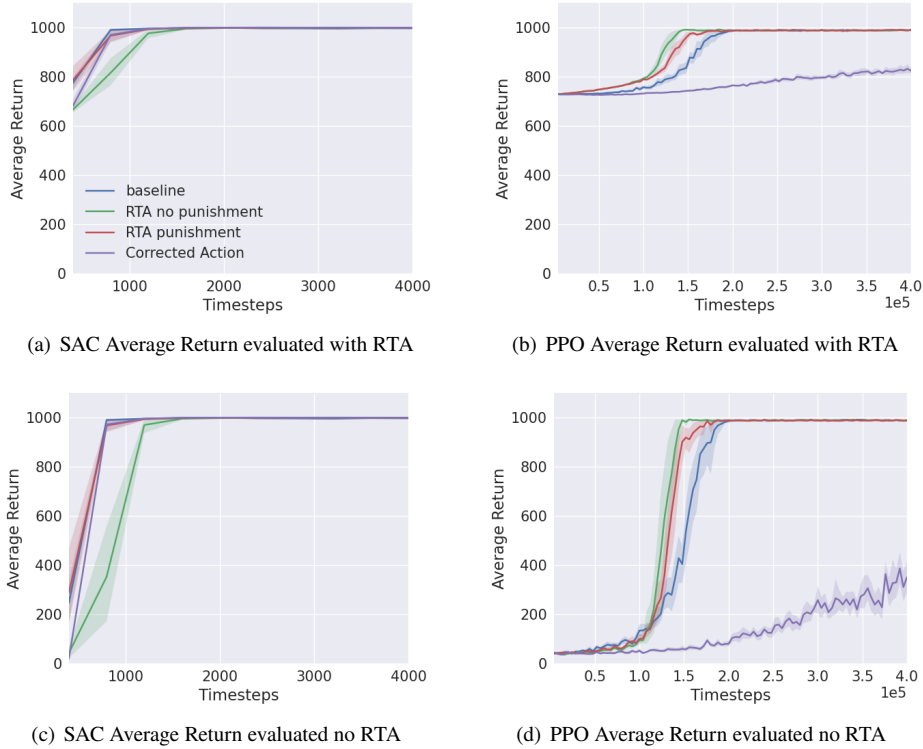 1000
800
600
400
200
0
Average Return
baseline
RTA no punishment
RTA punishment
Corrected Action
1000 2000 3000 4000
Timesteps
(a) SAC Average Return evaluated with RTA
1000
800
600
400
200
0
Average Return
0.5 1.0 1.5 2.0 2.5 3.0 3.5 4.0
1e5
Timesteps
(b) PPO Average Return evaluated with RTA
1000
800
600
400
200
0
Average Return
1000 2000 3000 4000
Timesteps
(c) SAC Average Return evaluated no RTA
1000
800
600
400
200
0
Average Return
0.5 1.0 1.5 2.0 2.5 3.0 3.5 4.0
1e5
Timesteps
(d) PPO Average Return evaluated no RTA